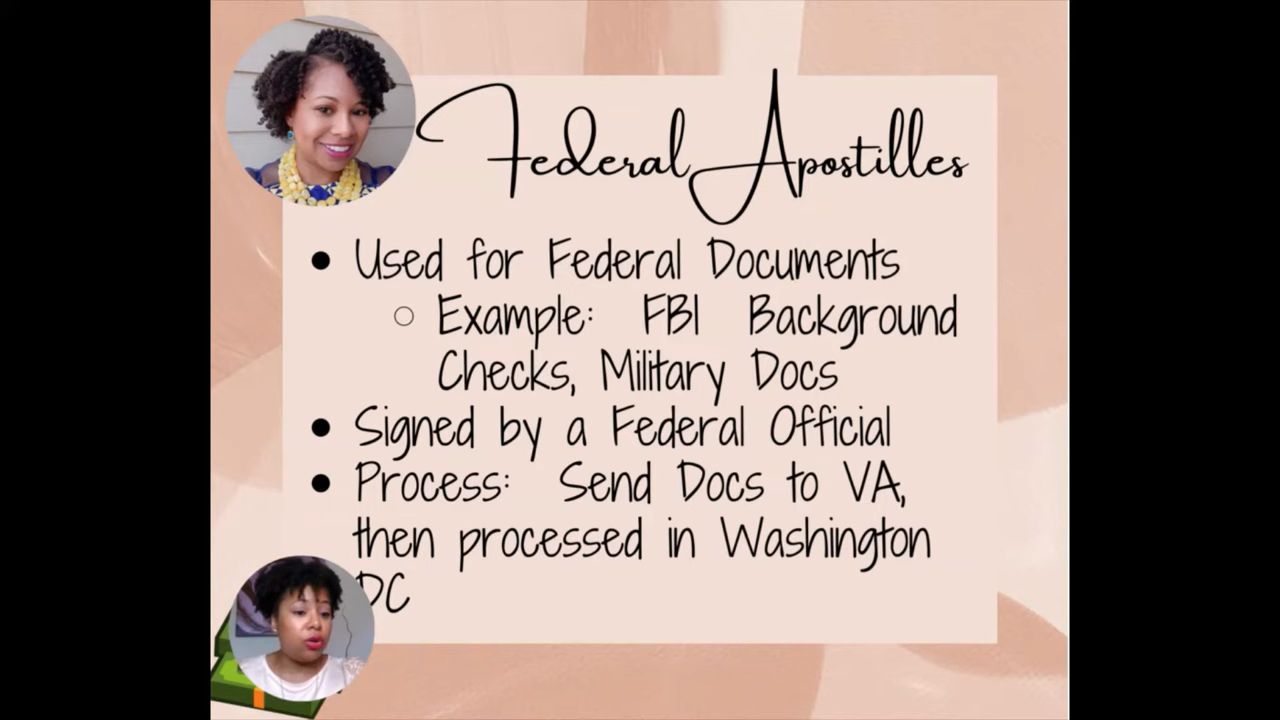 Federal Apostilles
• Used for Federal Documents
○ Example: FBI Background
Checks, Military Docs
• Signed by a Federal Official
• Process: Send Docs to VA,
then processed in Washington
DC